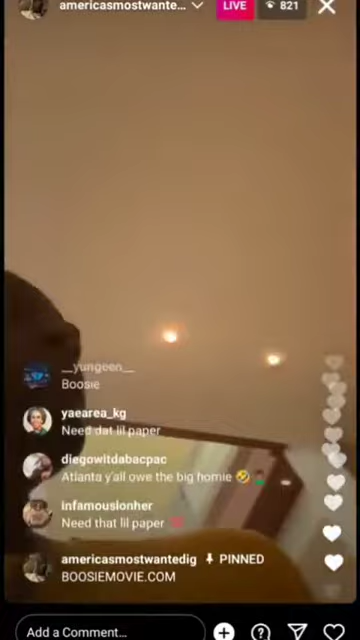 americasmostwante...
LIVE
821
__yungeen__
Boosie
yaearea_kg
Need dat lil paper
diegowitdabacpac
Atlanta y'all owe the big homie 🤣
infamouslonher
Need that lil paper 💯
americasmostwantedig PINNED
BOOSIEMOVIE.COM
Add a Comment...